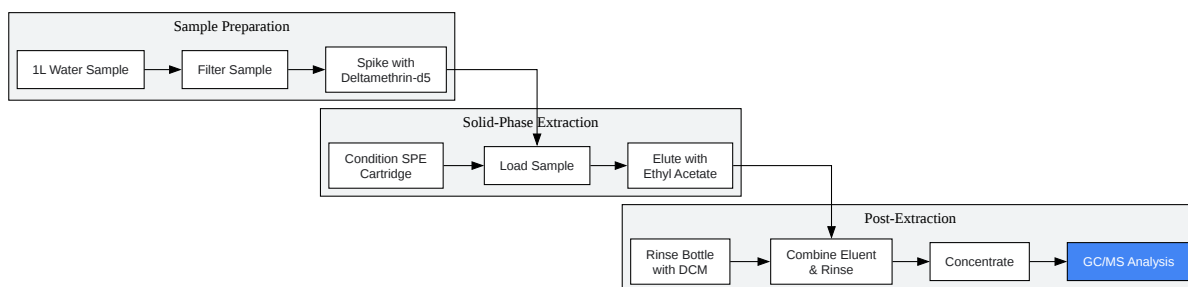 Sample Preparation
1L Water Sample
Filter Sample
Spike with
Deltamethrin-d5
Solid-Phase Extraction
Condition SPE
Cartridge
Load Sample
Elute with
Ethyl Acetate
Post-Extraction
Rinse Bottle
with DCM
Combine Eluent
& Rinse
Concentrate
GC/MS Analysis